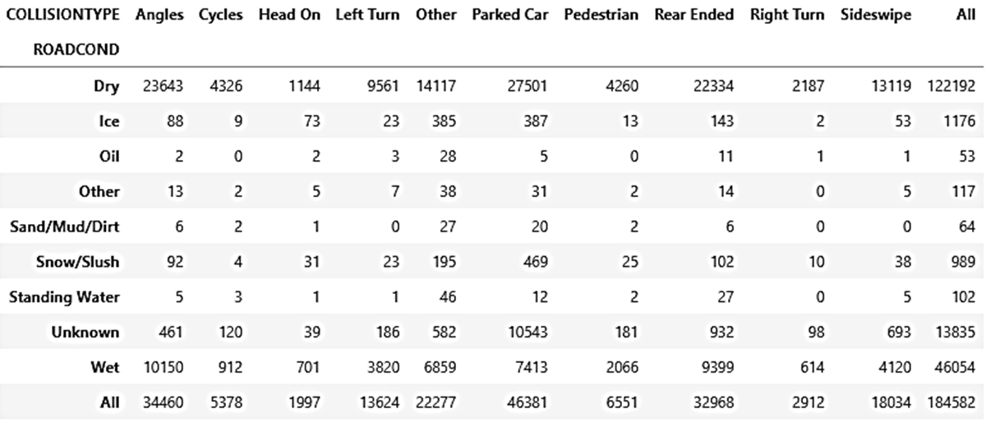 COLLISIONTYPE Angles Cycles Head On Left Turn Other Parked Car Pedestrian Rear Ended Right Turn Sideswipe All
ROADCOND
Dry 23643 4326 1144 9561 14117 27501 4260 22334 2187 13119 122192
Ice 88 9 73 23 385 387 13 143 2 53 1176
Oil 2 0 2 3 28 5 0 11 1 1 53
Other 13 2 5 7 38 31 2 14 0 5 117
Sand/Mud/Dirt 6 2 1 0 27 20 2 6 0 0 64
Snow/Slush 92 4 31 23 195 469 25 102 10 38 989
Standing Water 5 3 1 1 46 12 2 27 0 5 102
Unknown 461 120 39 186 582 10543 181 932 98 693 13835
Wet 10150 912 701 3820 6859 7413 2066 9399 614 4120 46054
All 34460 5378 1997 13624 22277 46381 6551 32968 2912 18034 184582